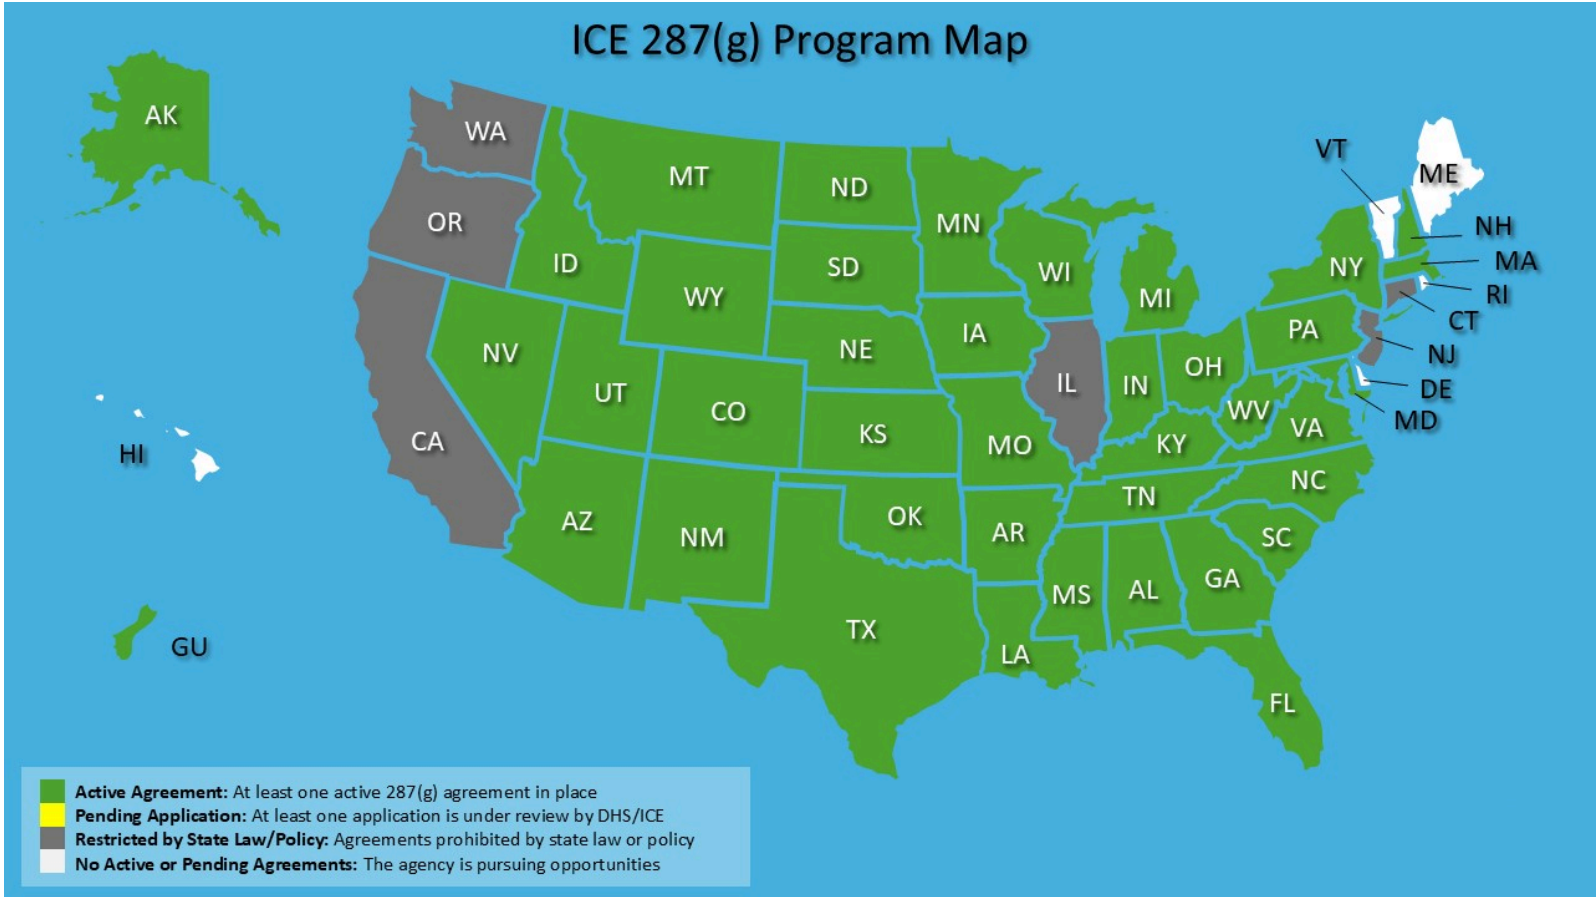 ICE 287(g) Program Map
AK
WA
VT
ME
MT
ND
OR
MN
NH
ID
SD
WI
NY
MA
WY
MI
RI
CT
NV
NE
IA
PA
NJ
UT
CO
IL
IN
OH
DE
WV
MD
HI
CA
KS
MO
KY
VA
AZ
NM
OK
AR
TN
NC
SC
MS
AL
GA
GU
TX
LA
FL
Active Agreement: At least one active 287(g) agreement in place
Pending Application: At least one application is under review by DHS/ICE
Restricted by State Law/Policy: Agreements prohibited by state law or policy
No Active or Pending Agreements: The agency is pursuing opportunities